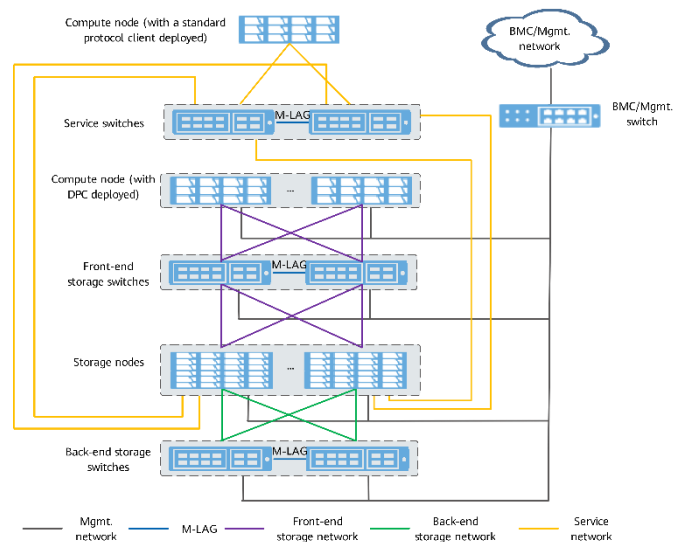 Compute node (with a standard
protocol client deployed)
BMC/Mgmt.
network
BMC/Mgmt.
switch
Service switches
M-LAG
Compute node (with
DPC deployed)
...
Front-end
storage switches
M-LAG
Storage nodes
...
Back-end storage
switches
M-LAG
Mgmt.
network
M-LAG
Front-end
storage network
Back-end
storage network
Service
network